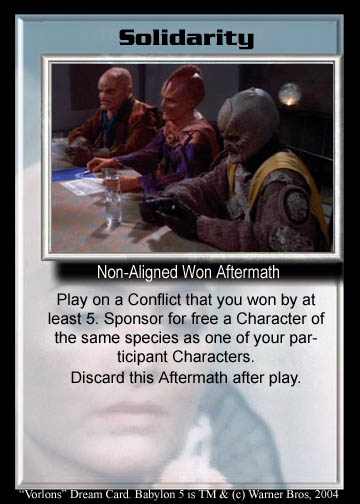 Solidarity
Non-Aligned Won Aftermath
Play on a Conflict that you won by at
least 5. Sponsor for free a Character of
the same species as one of your par-
ticipant Characters.
Discard this Aftermath after play.
“Vorlons” Dream Card. Babylon 5 is TM & (c) Warner Bros, 2004